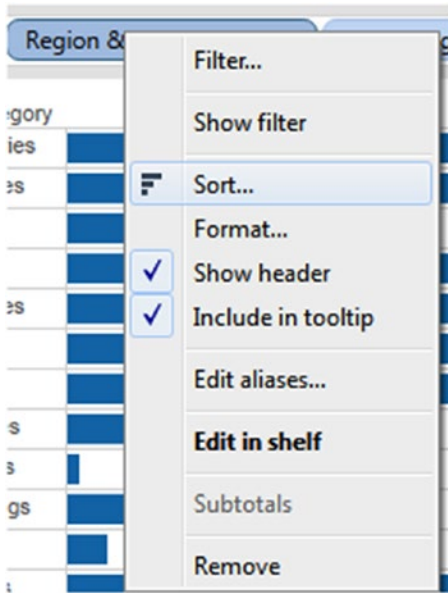 Region &
Filter...
Show filter
Sort...
Format...
Show header
Include in tooltip
Edit aliases...
Edit in shelf
Subtotals
Remove
egory
ies
es
es
s
s
gs